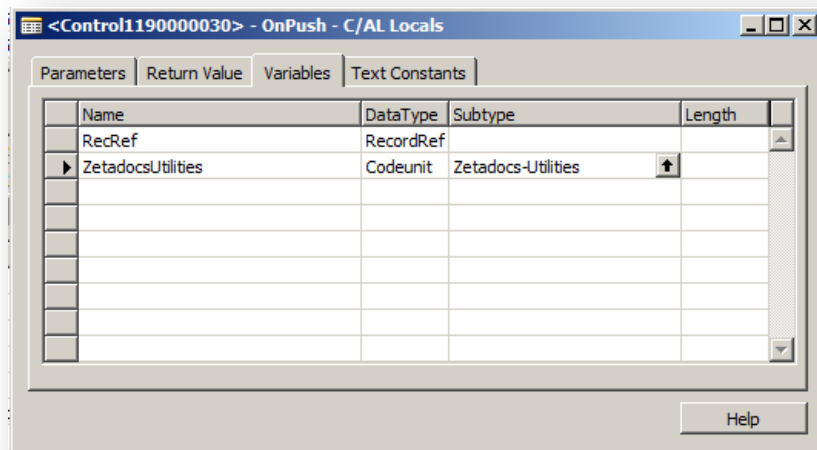 <Control1190000030> - OnPush - C/AL Locals
Parameters Return Value Variables Text Constants
Name DataType Subtype Length
RecRef RecordRef
ZetadocsUtilities Codeunit Zetadocs-Utilities
Help